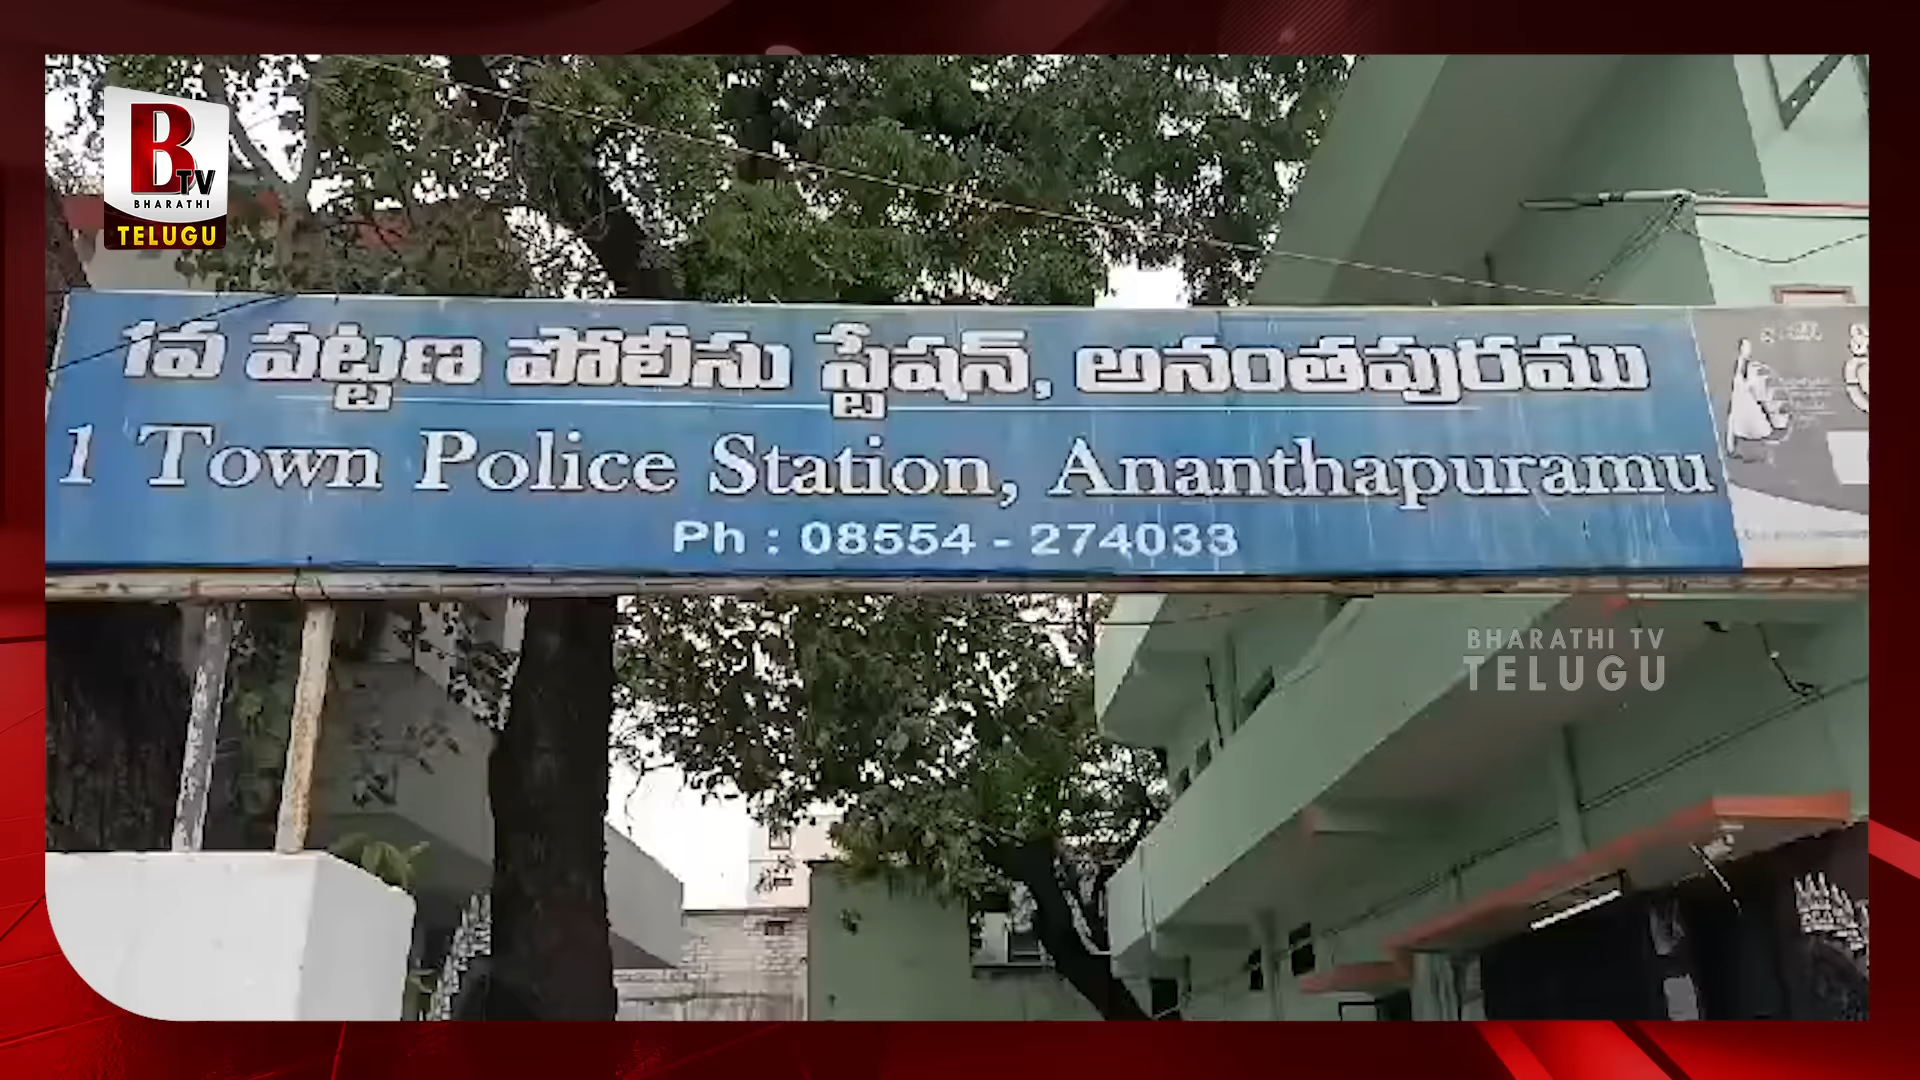 B TV
BHARATHI
TELUGU
1వ పట్టణ పోలీసు స్టేషన్, అనంతపురము
1 Town Police Station, Ananthapuramu
Ph : 08554 - 274033
BHARATHI TV
TELUGU